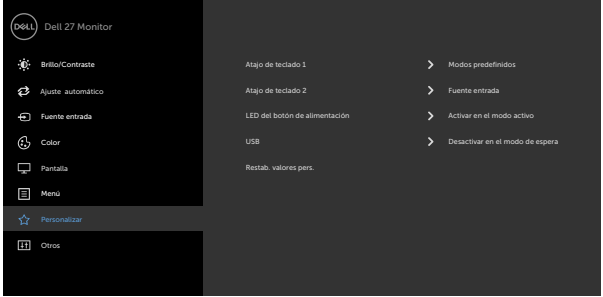 DELL Dell 27 Monitor
Brillo/Contraste
Ajuste automático
Fuente entrada
Color
Pantalla
Menú
Personalizar
Otros
Atajo de teclado 1 Modos predefinidos
Atajo de teclado 2 Fuente entrada
LED del botón de alimentación Activar en el modo activo
USB Desactivar en el modo de espera
Restab. valores pers.